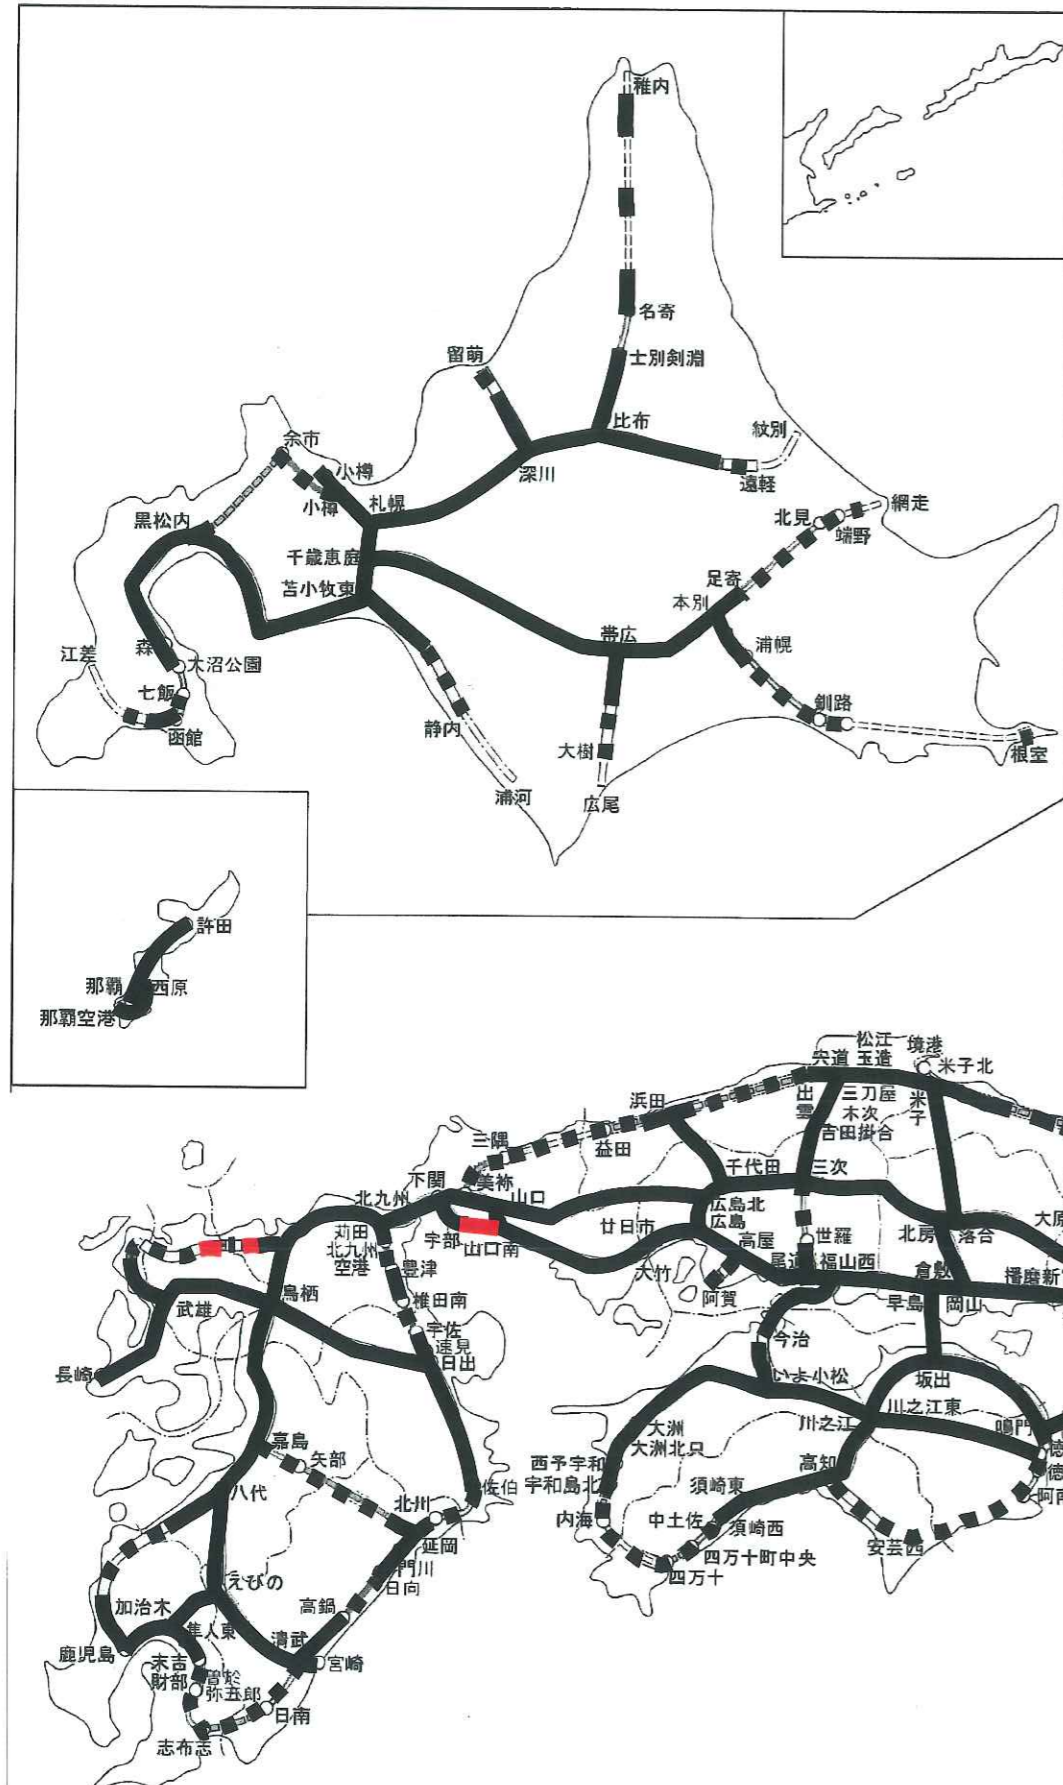 稚内
名寄
士別剣淵
留萌
比布
紋別
余市
小樽
深川
遠軽
小樽
札幌
網走
北見
端野
黒松内
千歳恵庭
足寄
苫小牧東
本別
帯広
浦幌
森
大沼公園
江差
七飯
釧路
函館
静内
大樹
根室
浦河
広尾
許田
那覇
西原
那覇空港
松江
境港
宍道
玉造
米子北
出雲
三刀屋
木次
米子
浜田
吉田掛合
三隅
益田
千代田
三次
下関
美祢
北九州
山口
広島北
広島
苅田
北九州
空港
宇部
山口南
廿日市
高屋
世羅
北房
落合
大原
豊津
大竹
尾道
福山西
倉敷
播磨新
武雄
鳥栖
椎田南
阿賀
早島
岡山
宇佐
速見
日出
今治
長崎
いよ小松
坂出
川之江東
川之江
鳴門
嘉島
矢部
大洲
大洲北只
高知
徳
徳
西予宇和
宇和島北
須崎東
八代
北川
佐伯
阿南
内海
中土佐
須崎西
延岡
安芸西
門川
日向
四万十町中央
四万十
えびの
加治木
高鍋
隼人東
清武
鹿児島
末吉
財部
曽於
弥五郎
宮崎
日南
志布志